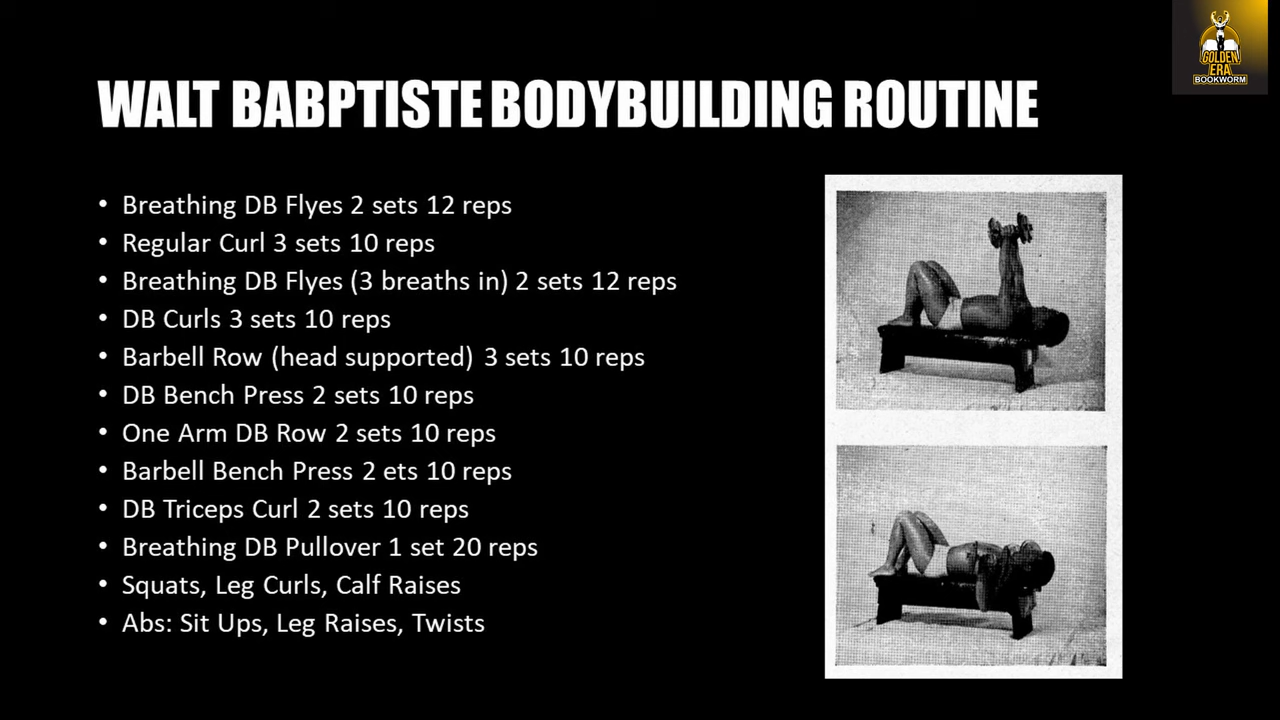 GOLDEN
ERA
BOOKWORM
WALT BABPTISTE BODYBUILDING ROUTINE
• Breathing DB Flyes 2 sets 12 reps
• Regular Curl 3 sets 10 reps
• Breathing DB Flyes (3 breaths in) 2 sets 12 reps
• DB Curls 3 sets 10 reps
• Barbell Row (head supported) 3 sets 10 reps
• DB Bench Press 2 sets 10 reps
• One Arm DB Row 2 sets 10 reps
• Barbell Bench Press 2 ets 10 reps
• DB Triceps Curl 2 sets 10 reps
• Breathing DB Pullover 1 set 20 reps
• Squats, Leg Curls, Calf Raises
• Abs: Sit Ups, Leg Raises, Twists